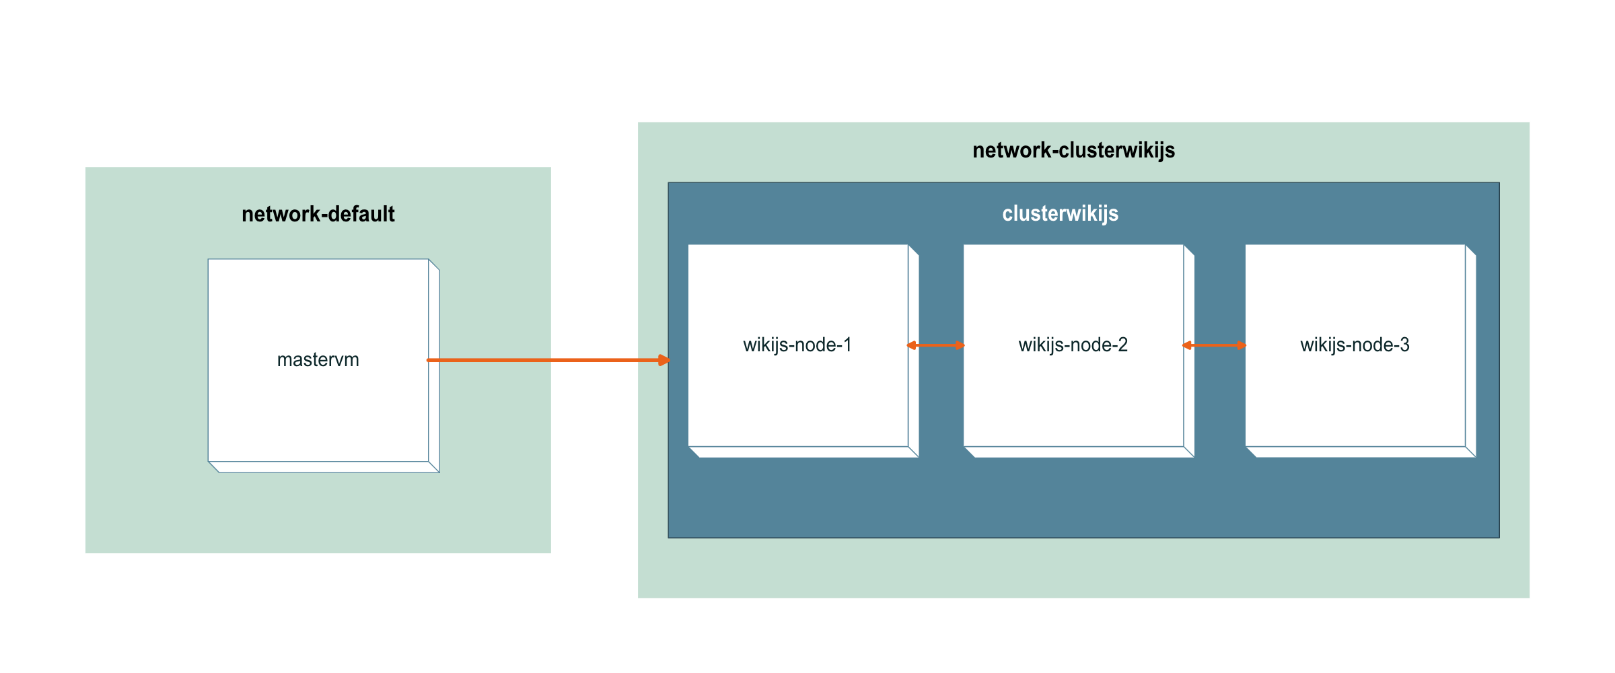 network-default
mastervm
network-clusterwikijs
clusterwikijs
wikijs-node-1
wikijs-node-2
wikijs-node-3